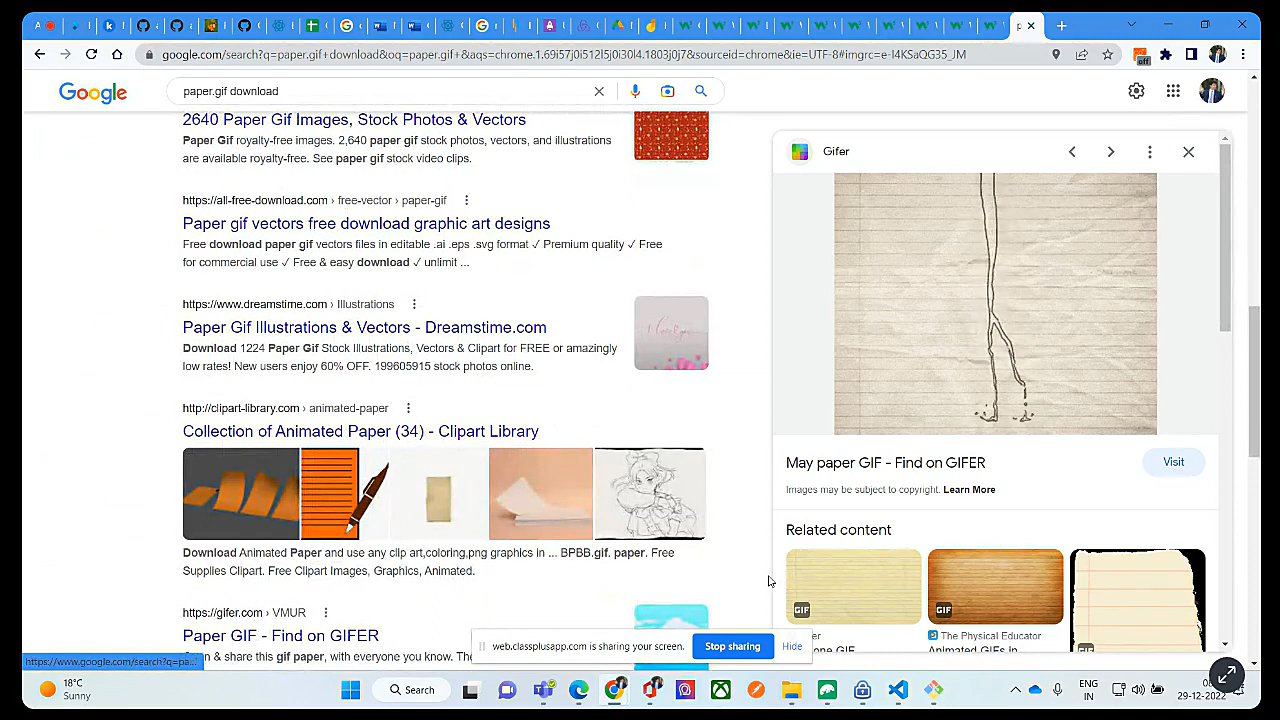 google.com/search?q=paper.gif+download&oq=paper.gif+&aqs=chrome.1.69i57j0i512l5j0i30l4.1803j0j7&sourceid=chrome&ie=UTF-8#imgrc=e-I4KSaQG35_JM
off
Google
paper.gif download
2640 Paper Gif Images, Stock Photos & Vectors
Paper Gif royalty-free images. 2,640 paper gif stock photos, vectors, and illustrations
are available royalty-free. See paper gif stock video clips.
https://all-free-download.com › free-vector › paper-gif
Paper gif vectors free download graphic art designs
Free download paper gif vectors files in editable .ai .eps .svg format ✓ Premium quality ✓ Free
for commercial use ✓ Free & easy download ✓ unlimit ...
https://www.dreamstime.com › Illustrations
Paper Gif Illustrations & Vectors - Dreamstime.com
Download 1224 Paper Gif Stock Illustrations, Vectors & Clipart for FREE or amazingly
low rates! New users enjoy 60% OFF. 199605915 stock photos online.
http://clipart-library.com › animated-paper
Collection of Animated Paper (34) - Clipart Library
Download Animated Paper and use any clip art,coloring,png graphics in ... BPBB.gif. paper. Free
Supplies Clipart. Free Clipart Images, Graphics, Animated.
https://gifer.com › VMUR
Paper GIF - Find on GIFER
& share this gif paper, with everyone you know. The
Gifer
May paper GIF - Find on GIFER
Visit
Images may be subject to copyright. Learn More
Related content
GIF
GIF
The Physical Educator
Animated GIFs in
web.classplusapp.com is sharing your screen.
Stop sharing
Hide
https://www.google.com/search?q=pa...
18°C
Sunny
Search
ENG
IN
29-12-2022